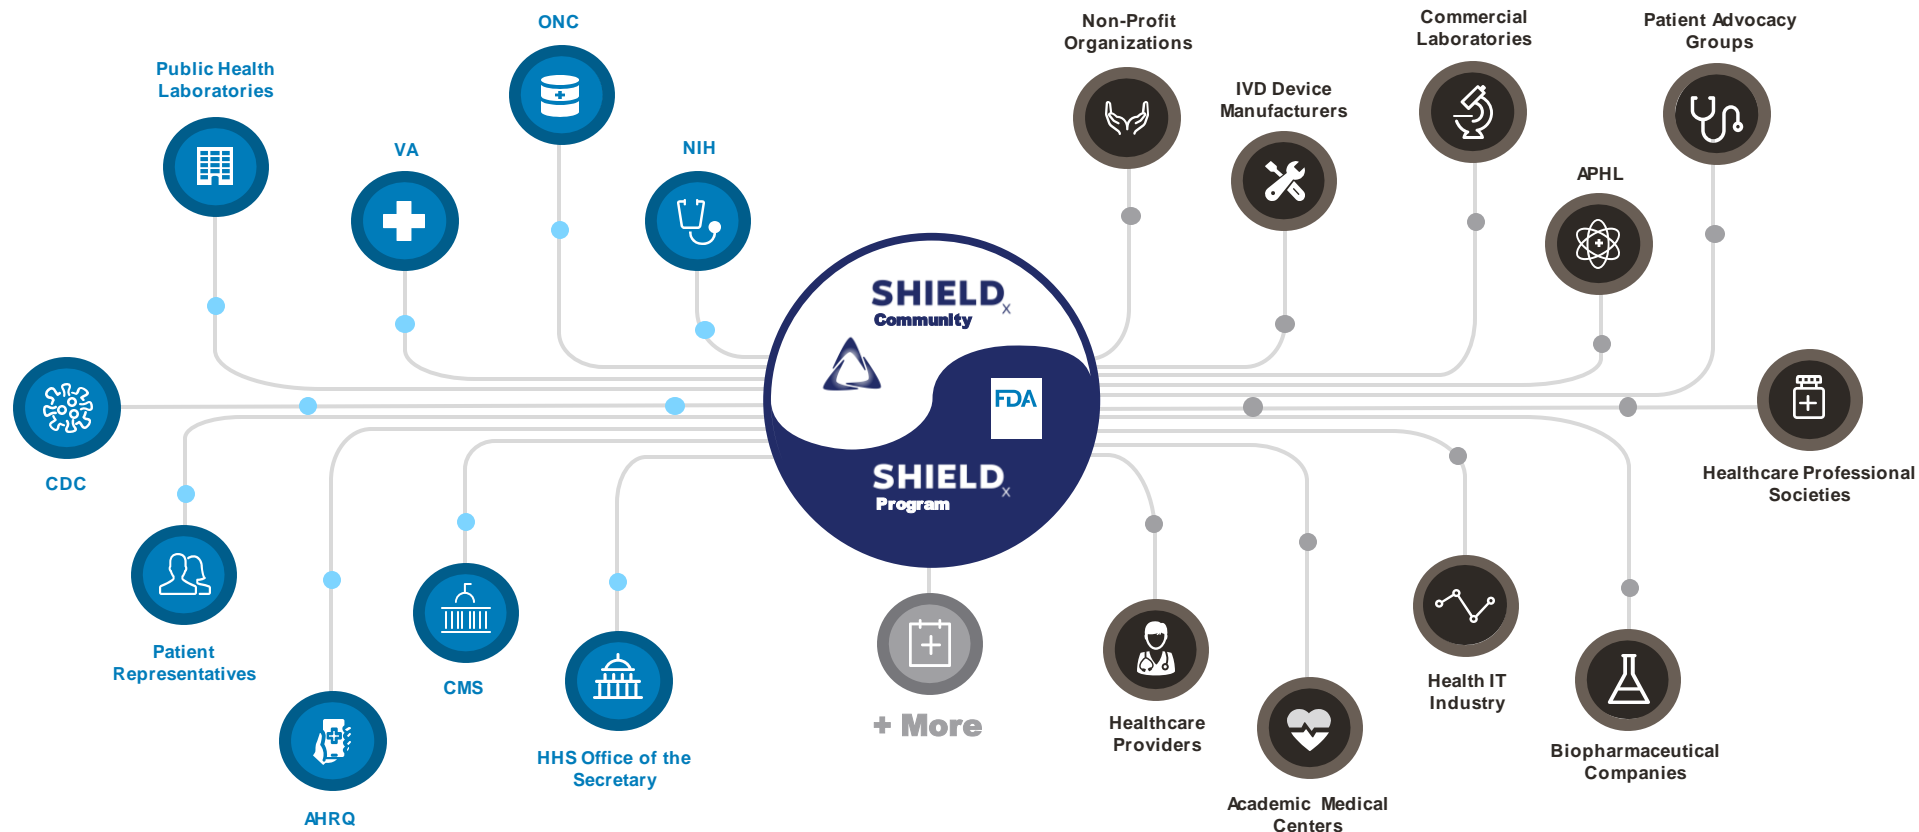 ONC
Public Health
Laboratories
VA
NIH
CDC
Patient
Representatives
AHRQ
CMS
HHS Office of the
Secretary
SHIELD
x
Community
FDA
SHIELD
x
Program
+ More
Non-Profit
Organizations
IVD Device
Manufacturers
Commercial
Laboratories
APHL
Patient Advocacy
Groups
Healthcare Professional
Societies
Healthcare
Providers
Academic Medical
Centers
Health IT
Industry
Biopharmaceutical
Companies